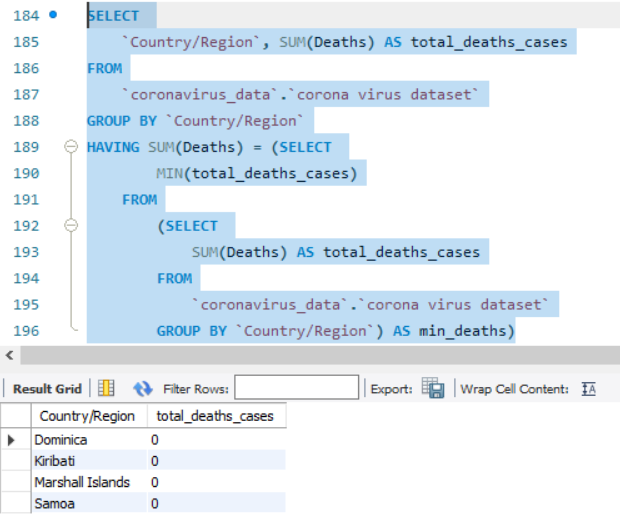 184 SELECT
185 `Country/Region`, SUM(Deaths) AS total_deaths_cases
186 FROM
187 `coronavirus_data`.`corona virus dataset`
188 GROUP BY `Country/Region`
189 HAVING SUM(Deaths) = (SELECT
190 MIN(total_deaths_cases)
191 FROM
192 (SELECT
193 SUM(Deaths) AS total_deaths_cases
194 FROM
195 `coronavirus_data`.`corona virus dataset`
196 GROUP BY `Country/Region`) AS min_deaths)
Result Grid Filter Rows: Export: Wrap Cell Content: IA
Country/Region total_deaths_cases
Dominica 0
Kiribati 0
Marshall Islands 0
Samoa 0